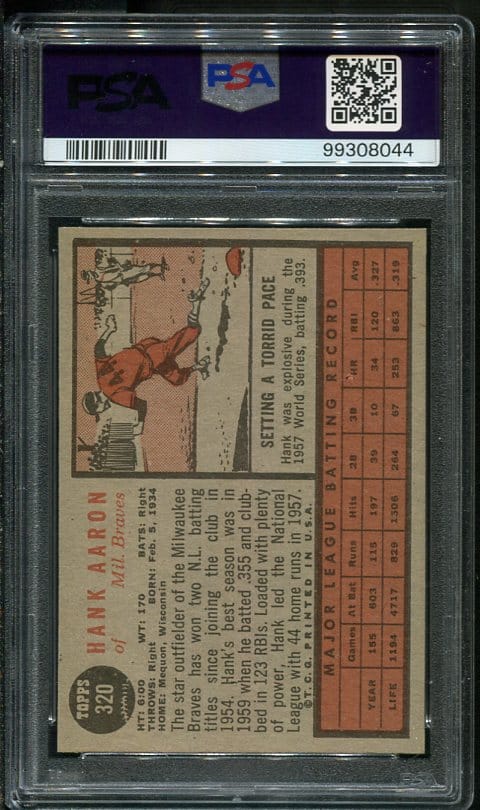 PSA
PSA
99308044
TOPPS
320
HANK AARON
of Mil. Braves
HT: 6:00 WT: 170 BATS: Right
THROWS: Right BORN: Feb. 5, 1934
HOME: Mequon, Wisconsin
The star outfielder of the Milwaukee
Braves has won two N.L. batting
titles since joining the club in
1954. Hank's best season was in
1959 when he batted .355 and club-
bed in 123 RBIs. Loaded with plenty
of power, Hank led the National
League with 44 home runs in 1957.
©T.C.G. PRINTED IN U.S.A.
44
SETTING A TORRID PACE
Hank was explosive during the
1957 World Series, batting .393.
MAJOR LEAGUE BATTING RECORD
Games At Bat Runs Hits 2B 3B HR RBI Avg
YEAR 155 603 115 197 39 10 34 120 .327
LIFE 1194 4717 829 1306 264 67 253 863 .319
PSA